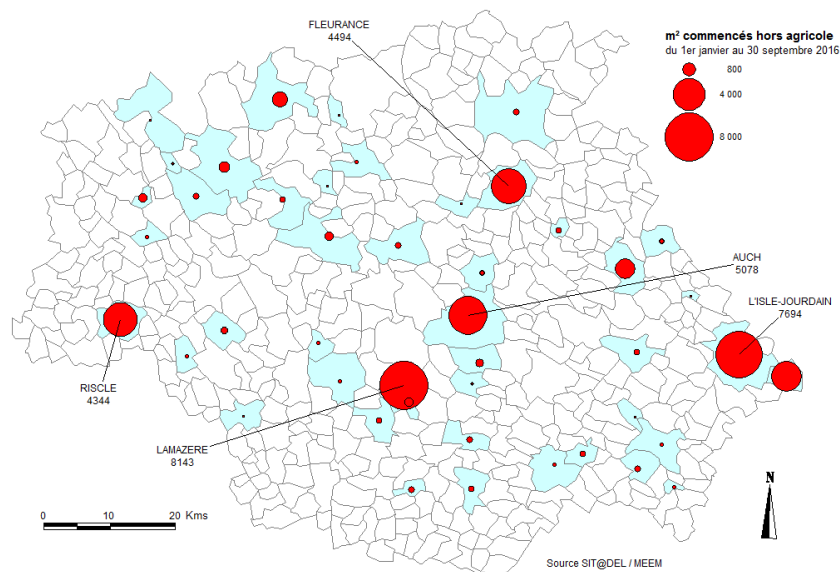 FLEURANCE
4494
m² commencés hors agricole
du 1er janvier au 30 septembre 2016
800
4 000
8 000
AUCH
5078
L'ISLE-JOURDAIN
7694
RISCLE
4344
LAMAZERE
8143
N
0 10 20 Kms
Source SIT@DEL / MEEM